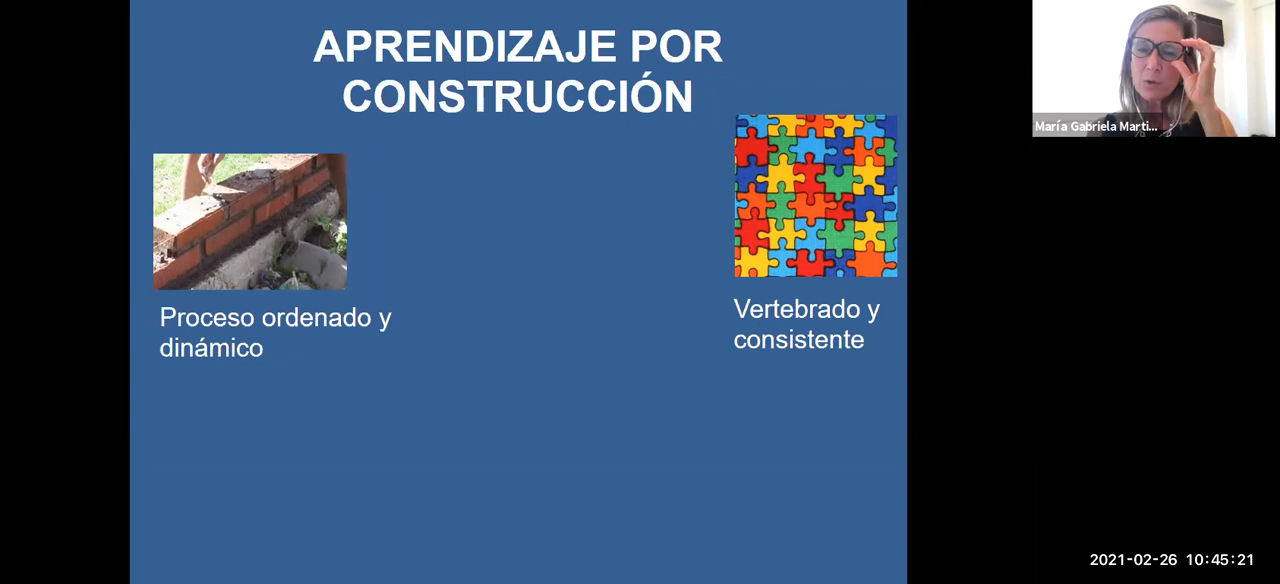 APRENDIZAJE POR
CONSTRUCCIÓN
Proceso ordenado y
dinámico
Vertebrado y
consistente
María Gabriela Marti...
2021-02-26 10:45:21